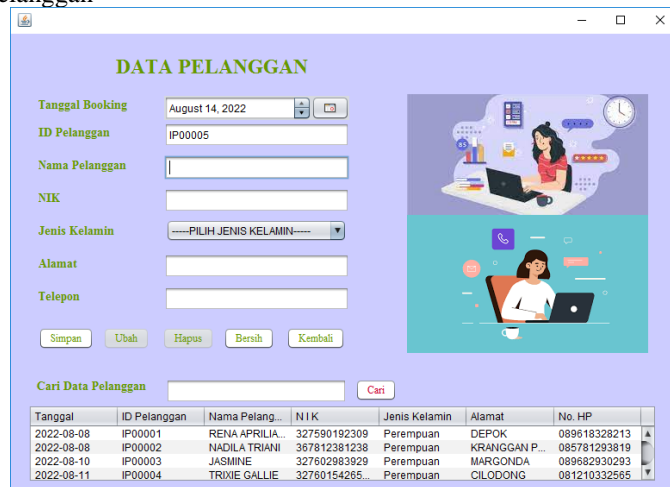 elanggan
DATA PELANGGAN
Tanggal Booking August 14, 2022
ID Pelanggan IP00005
Nama Pelanggan
NIK
Jenis Kelamin -----PILIH JENIS KELAMIN-----
Alamat
Telepon
Simpan Ubah Hapus Bersih Kembali
Cari Data Pelanggan Cari
Tanggal ID Pelanggan Nama Pelang... N I K Jenis Kelamin Alamat No. HP
2022-08-08 IP00001 RENA APRILIA... 327590192309 Perempuan DEPOK 089618328213
2022-08-08 IP00002 NADILA TRIANI 367812381238 Perempuan KRANGGAN P... 085781293819
2022-08-10 IP00003 JASMINE 327602983929 Perempuan MARGONDA 089682930293
2022-08-11 IP00004 TRIXIE GALLIE 32760154265... Perempuan CILODONG 081210332565